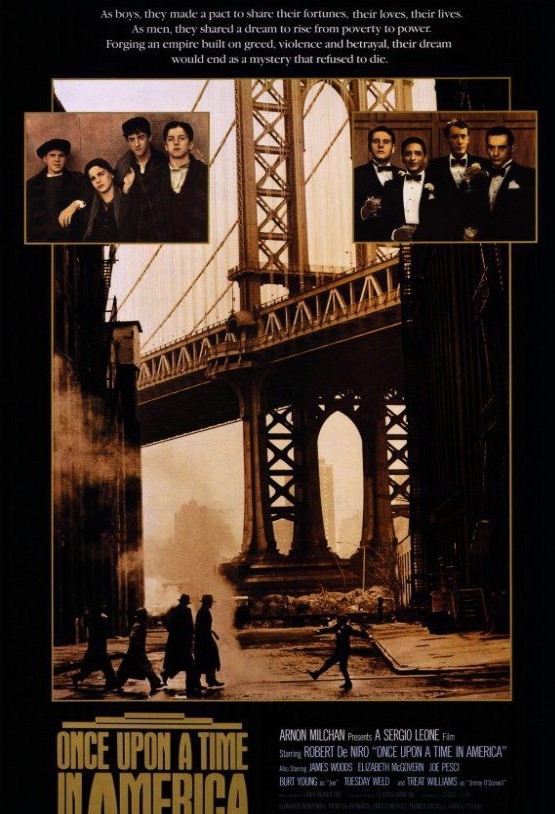 As boys, they made a pact to share their fortunes, their loves, their lives.
As men, they shared a dream to rise from poverty to power.
Forging an empire built on greed, violence and betrayal, their dream
would end as a mystery that refused to die.
ONCE UPON A TIME
IN AMERICA
ARNON MILCHAN Presents A SERGIO LEONE Film
Starring ROBERT De NIRO "ONCE UPON A TIME IN AMERICA"
Also Starring JAMES WOODS ELIZABETH McGOVERN JOE PESCI
BURT YOUNG as "Joe" TUESDAY WELD and TREAT WILLIAMS as "Jimmy O'Donnell"